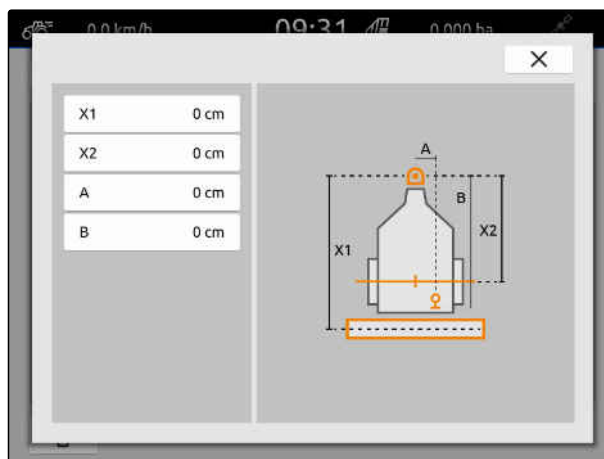 0.0 km/h 09:31 0.000 ha
X1 0 cm
X2 0 cm
A 0 cm
B 0 cm
A
B
X2
X1